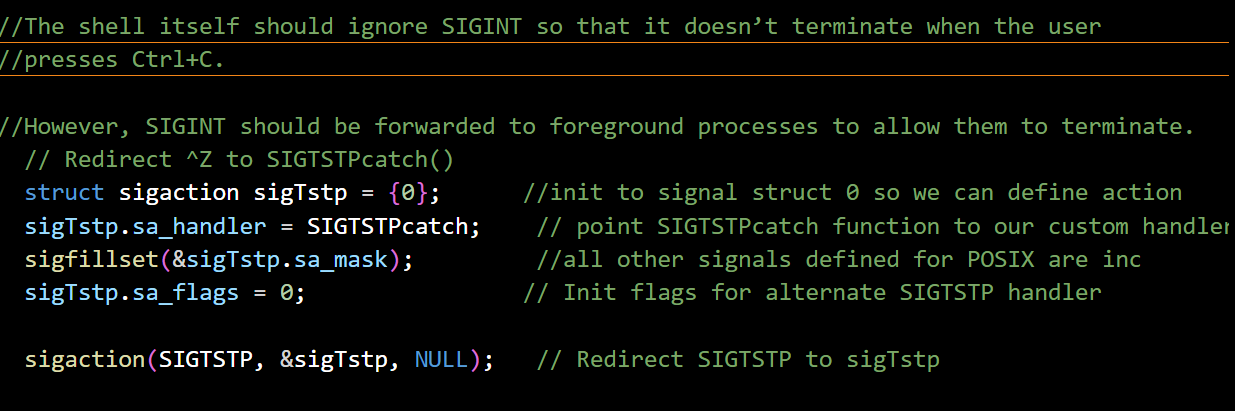 //The shell itself should ignore SIGINT so that it doesn’t terminate when the user
//presses Ctrl+C.
//However, SIGINT should be forwarded to foreground processes to allow them to terminate.
// Redirect ^Z to SIGTSTPcatch()
struct sigaction sigTstp = {0}; //init to signal struct 0 so we can define action
sigTstp.sa_handler = SIGTSTPcatch; // point SIGTSTPcatch function to our custom handler
sigfillset(&sigTstp.sa_mask); //all other signals defined for POSIX are inc
sigTstp.sa_flags = 0; // Init flags for alternate SIGTSTP handler
sigaction(SIGTSTP, &sigTstp, NULL); // Redirect SIGTSTP to sigTstp